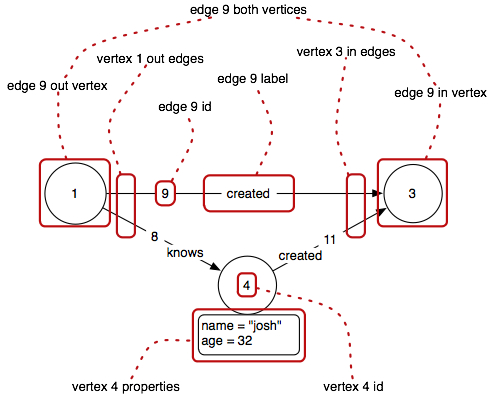 edge 9 both vertices
vertex 1 out edges
vertex 3 in edges
edge 9 label
edge 9 out vertex
edge 9 in vertex
edge 9 id
1
9
created
3
8
knows
11
created
4
name = "josh"
age = 32
vertex 4 properties
vertex 4 id